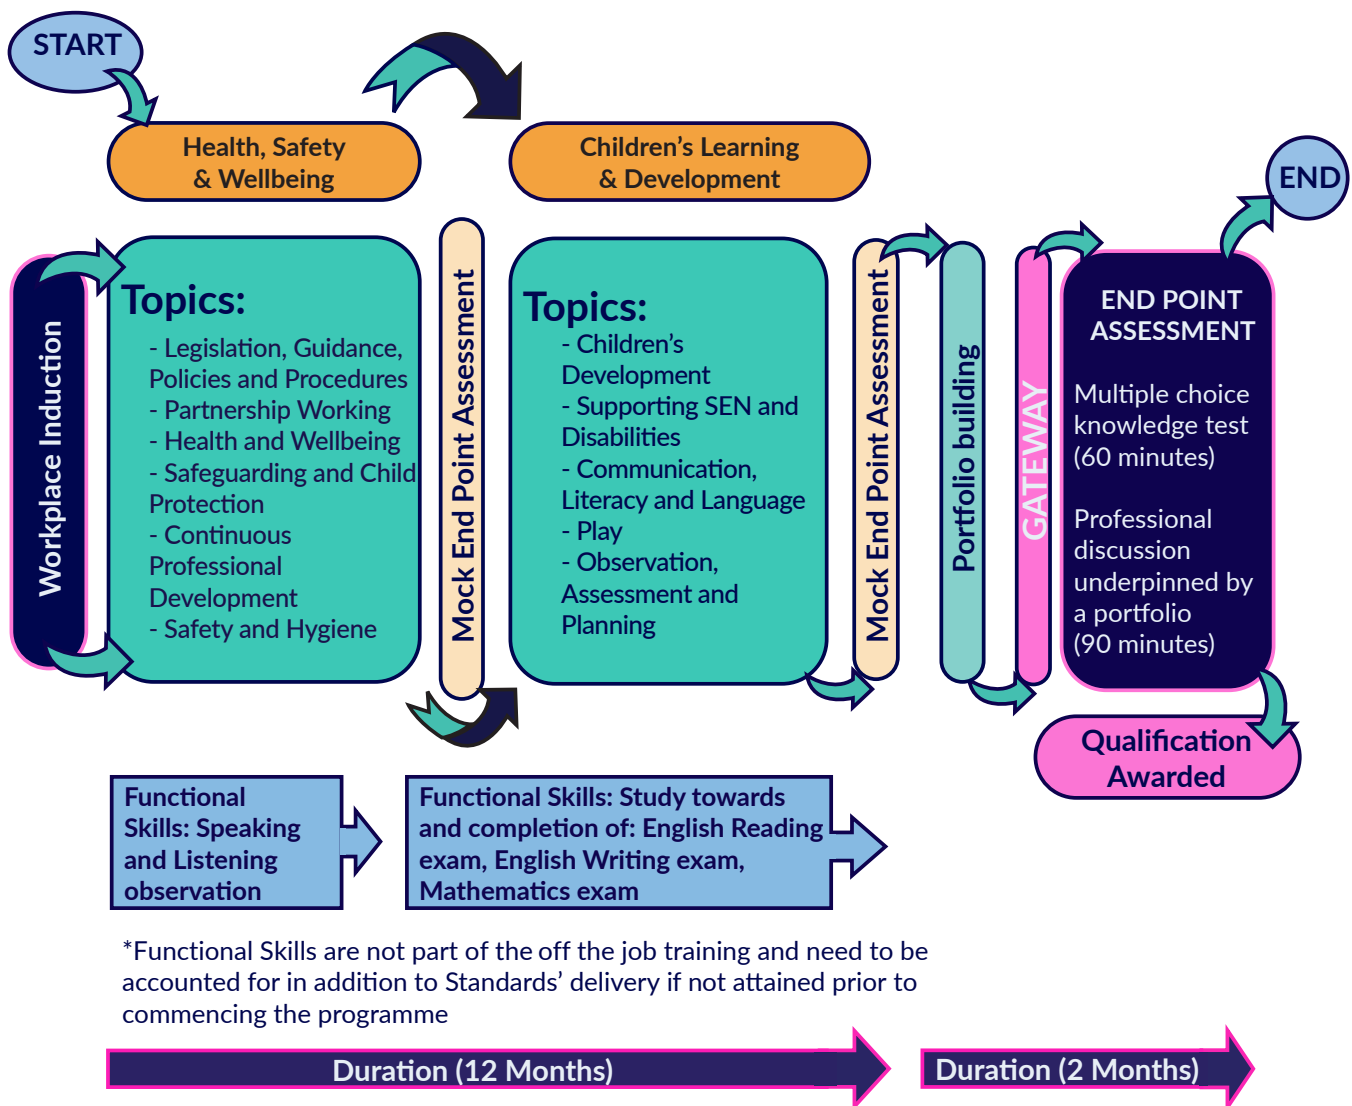 START
Health, Safety
& Wellbeing
Children’s Learning
& Development
END
Workplace Induction
Topics:
- Legislation, Guidance,
Policies and Procedures
- Partnership Working
- Health and Wellbeing
- Safeguarding and Child
Protection
- Continuous
Professional
Development
- Safety and Hygiene
Mock End Point Assessment
Topics:
- Children’s
Development
- Supporting SEN and
Disabilities
- Communication,
Literacy and Language
- Play
- Observation,
Assessment and
Planning
Mock End Point Assessment
Portfolio building
GATEWAY
END POINT
ASSESSMENT
Multiple choice
knowledge test
(60 minutes)
Professional
discussion
underpinned by
a portfolio
(90 minutes)
Qualification
Awarded
Functional
Skills: Speaking
and Listening
observation
Functional Skills: Study towards
and completion of: English Reading
exam, English Writing exam,
Mathematics exam
*Functional Skills are not part of the off the job training and need to be
accounted for in addition to Standards’ delivery if not attained prior to
commencing the programme
Duration (12 Months)
Duration (2 Months)